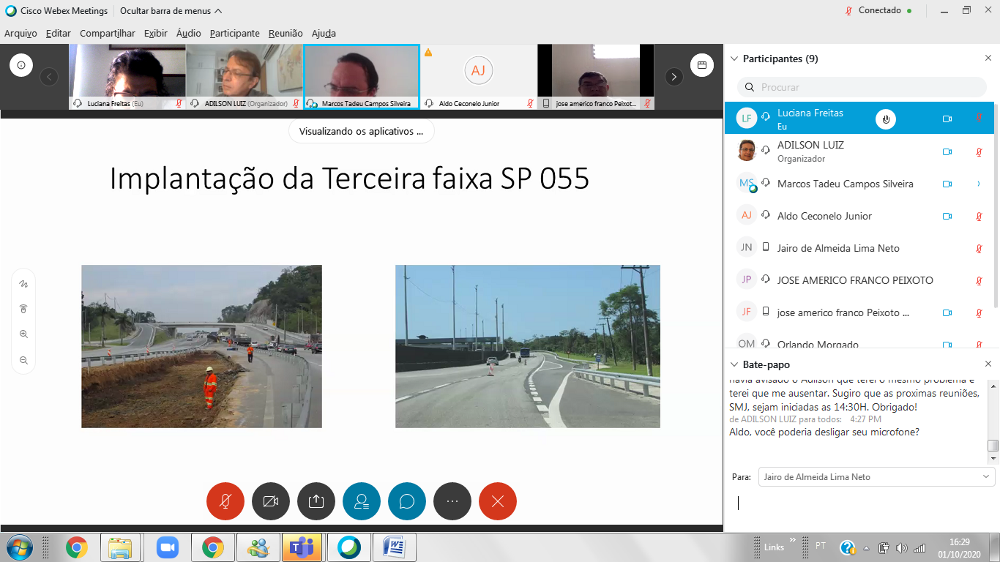 Cisco Webex Meetings
Ocultar barra de menus
Conectado
Arquivo Editar Compartilhar Exibir Áudio Participante Reunião Ajuda
Luciana Freitas (Eu)
ADILSON LUIZ (Organizador)
Marcos Tadeu Campos Silveira
AJ
Aldo Ceconelo Junior
jose americo franco Peixot...
Visualizando os aplicativos ...
Implantação da Terceira faixa SP 055
Participantes (9)
Procurar
LF Luciana Freitas
Eu
ADILSON LUIZ
Organizador
MS Marcos Tadeu Campos Silveira
AJ Aldo Ceconelo Junior
JN Jairo de Almeida Lima Neto
JP JOSE AMERICO FRANCO PEIXOTO
JF jose americo franco Peixoto ...
OM Orlando Morgado
Bate-papo
havia avisado o Adilson que terei o mesmo problema e
terei que me ausentar. Sugiro que as proximas reuniões,
SMJ, sejam iniciadas as 14:30H. Obrigado!
de ADILSON LUIZ para todos: 4:27 PM
Aldo, você poderia desligar seu microfone?
Para: Jairo de Almeida Lima Neto
Links
PT
16:29
01/10/2020